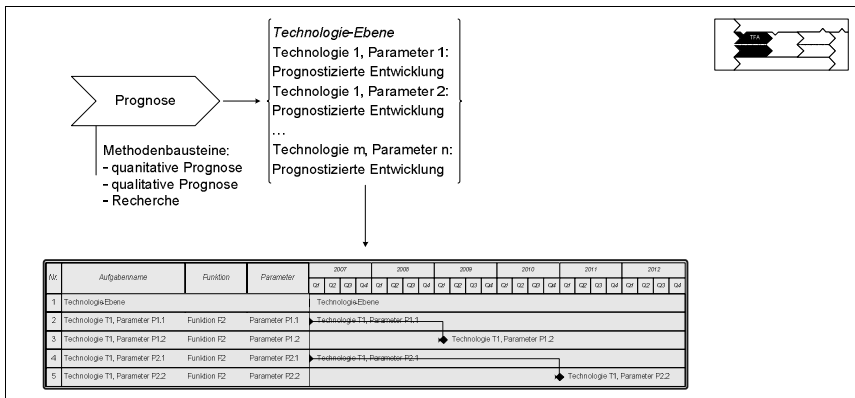 Prognose
Methodenbausteine:
- quanitative Prognose
- qualitative Prognose
- Recherche
Technologie-Ebene
Technologie 1, Parameter 1:
Prognostizierte Entwicklung
Technologie 1, Parameter 2:
Prognostizierte Entwicklung
...
Technologie m, Parameter n:
Prognostizierte Entwicklung
TFA
Nr. Aufgabenname Funktion Parameter 2007 2008 2009 2010 2011 2012
Q1 Q2 Q3 Q4 Q1 Q2 Q3 Q4 Q1 Q2 Q3 Q4 Q1 Q2 Q3 Q4 Q1 Q2 Q3 Q4 Q1 Q2 Q3 Q4
1 Technologie-Ebene Technologie-Ebene
2 Technologie T1, Parameter P1.1 Funktion F2 Parameter P1.1 Technologie T1, Parameter P1.1
3 Technologie T1, Parameter P1.2 Funktion F2 Parameter P1.2 Technologie T1, Parameter P1.2
4 Technologie T1, Parameter P2.1 Funktion F2 Parameter P2.1 Technologie T1, Parameter P2.1
5 Technologie T1, Parameter P2.2 Funktion F2 Parameter P2.2 Technologie T1, Parameter P2.2